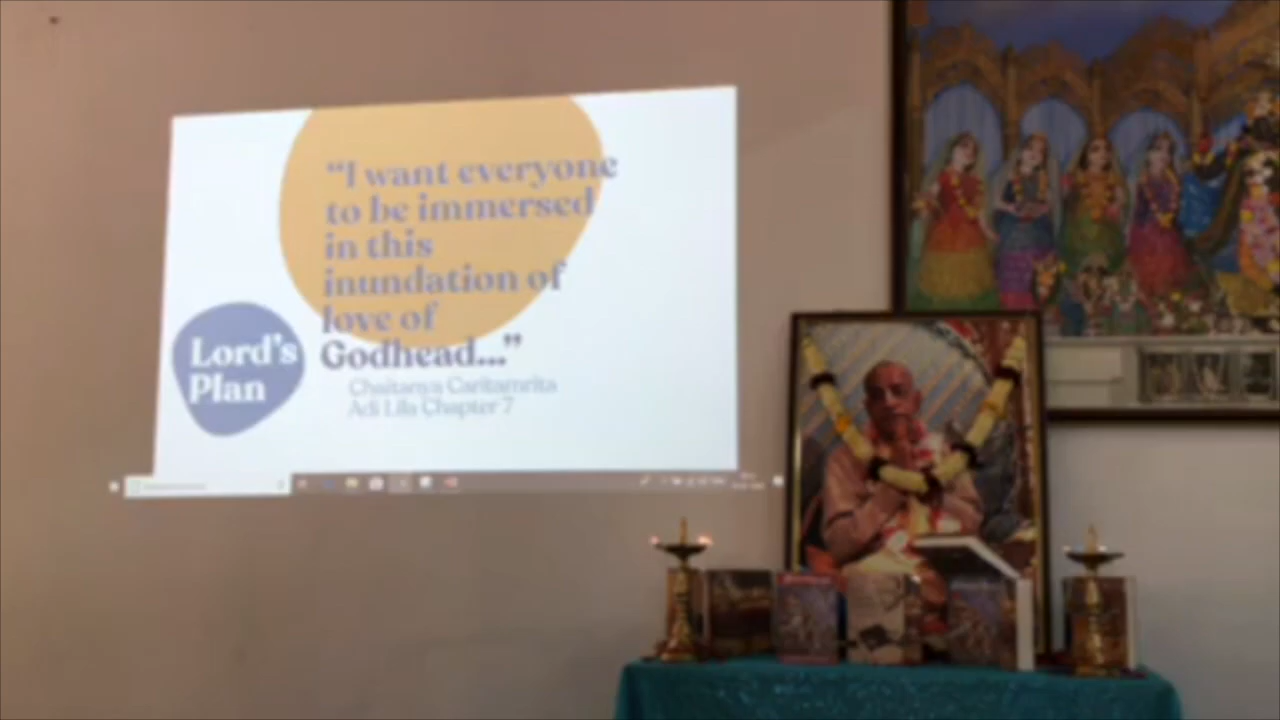 “I want everyone
to be immersed
in this
inundation of
love of
Godhead...”
Lord's
Plan
Chaitanya Caritamrita
Adi Lila Chapter 7